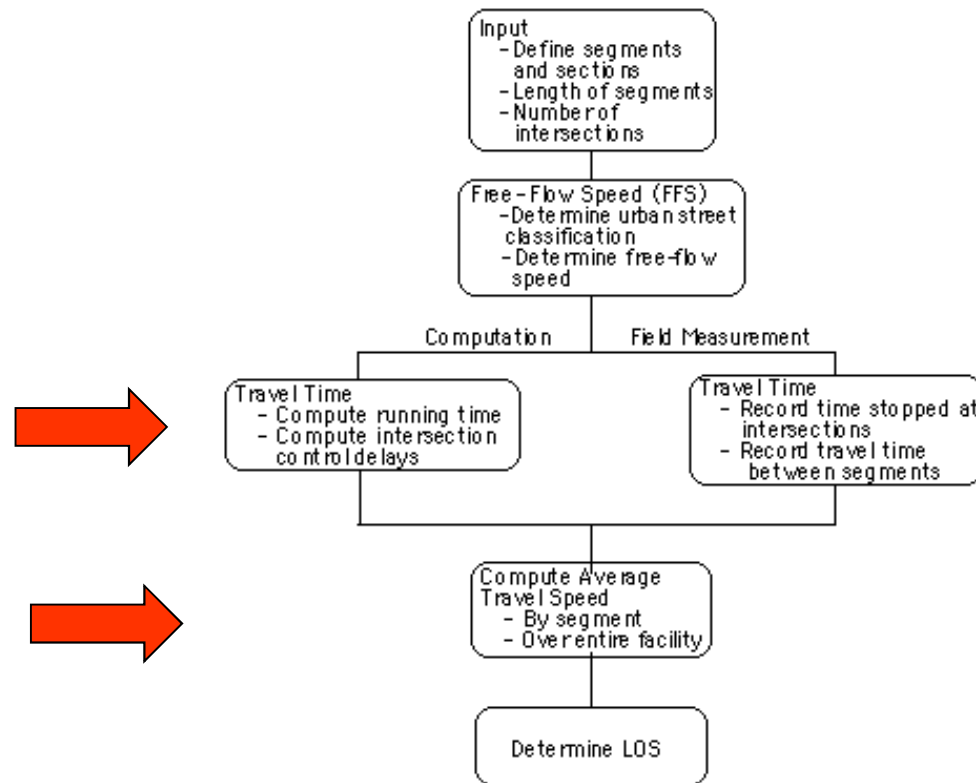 Input
-Define segments
and sections
-Length of segments
-Number of
intersections
Free-Flow Speed (FFS)
-Determine urban street
classification
-Determine free-flow
speed
Computation
Field Measurement
Travel Time
- Compute running time
- Compute intersection
control delays
Travel Time
- Record time stopped at
intersections
- Record travel time
between segments
Compute Average
Travel Speed
- By segment
- Over entire facility
Determine LOS